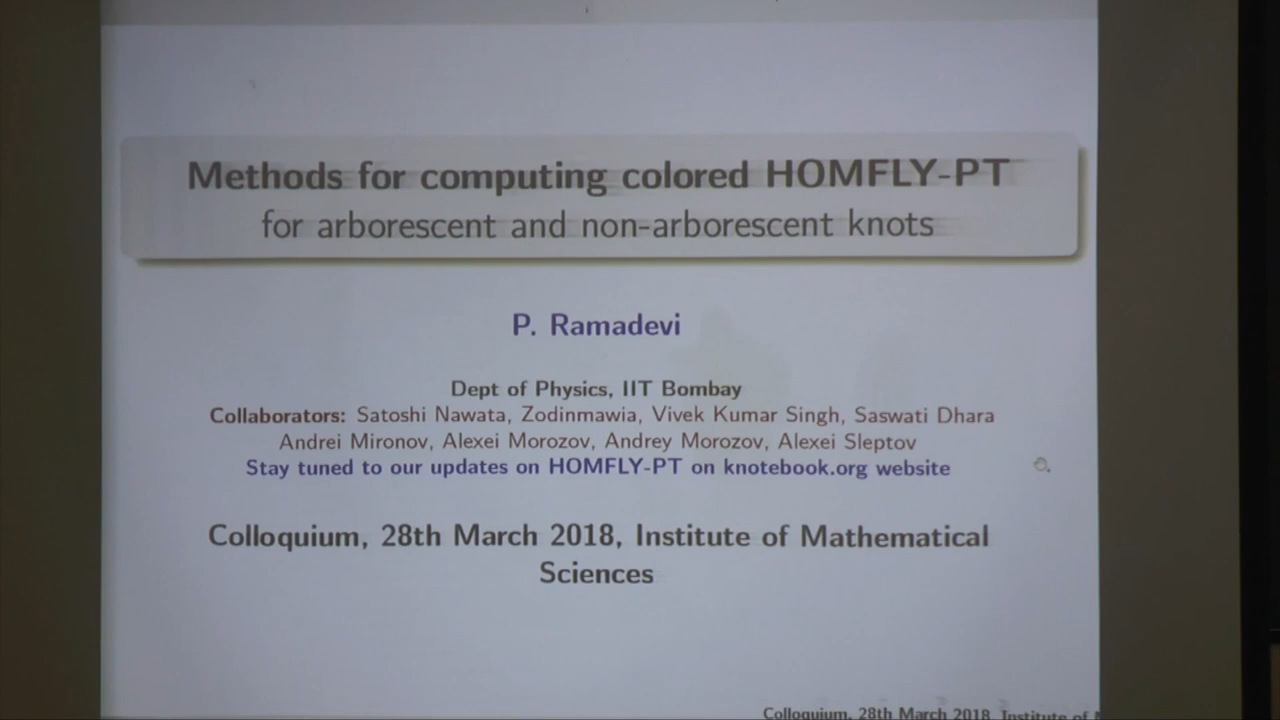 Methods for computing colored HOMFLY-PT
for arborescent and non-arborescent knots
P. Ramadevi
Dept of Physics, IIT Bombay
Collaborators: Satoshi Nawata, Zodinmawia, Vivek Kumar Singh, Saswati Dhara
Andrei Mironov, Alexei Morozov, Andrey Morozov, Alexei Sleptov
Stay tuned to our updates on HOMFLY-PT on knotebook.org website
Colloquium, 28th March 2018, Institute of Mathematical
Sciences
Colloquium, 28th March 2018, Institute of